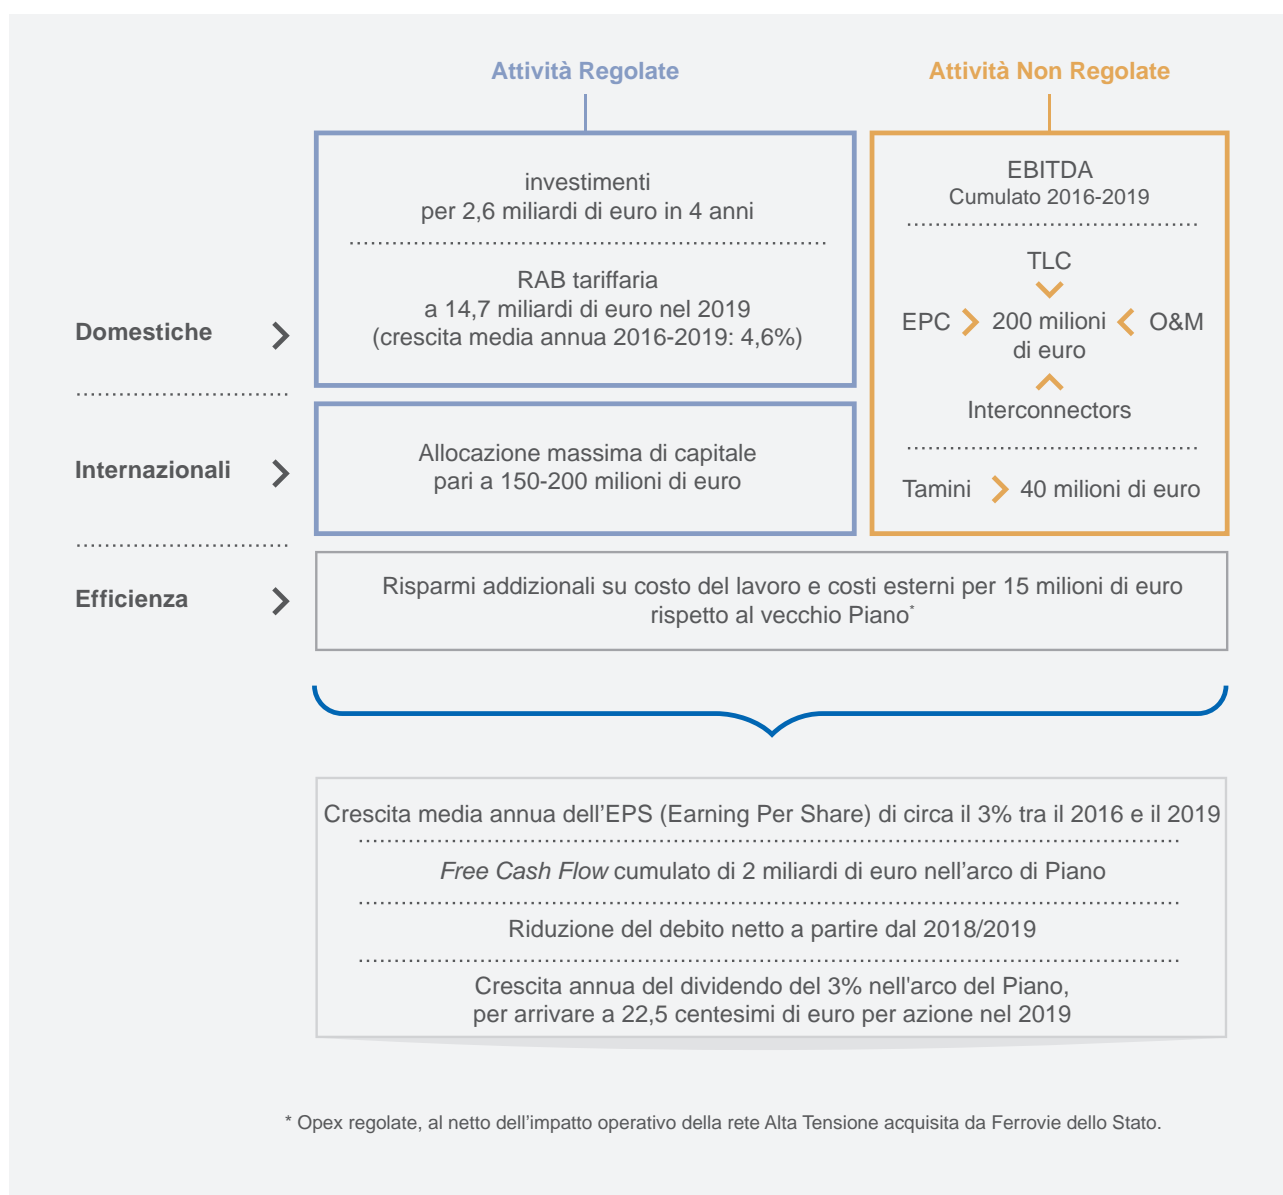 Attività Regolate
Attività Non Regolate
Domestiche
investimenti
per 2,6 miliardi di euro in 4 anni
RAB tariffaria
a 14,7 miliardi di euro nel 2019
(crescita media annua 2016-2019: 4,6%)
Internazionali
Allocazione massima di capitale
pari a 150-200 milioni di euro
EBITDA
Cumulato 2016-2019
TLC
EPC
200 milioni
di euro
O&M
Interconnectors
Tamini
40 milioni di euro
Efficienza
Risparmi addizionali su costo del lavoro e costi esterni per 15 milioni di euro
rispetto al vecchio Piano*
Crescita media annua dell’EPS (Earning Per Share) di circa il 3% tra il 2016 e il 2019
Free Cash Flow cumulato di 2 miliardi di euro nell’arco di Piano
Riduzione del debito netto a partire dal 2018/2019
Crescita annua del dividendo del 3% nell'arco del Piano,
per arrivare a 22,5 centesimi di euro per azione nel 2019
* Opex regolate, al netto dell’impatto operativo della rete Alta Tensione acquisita da Ferrovie dello Stato.